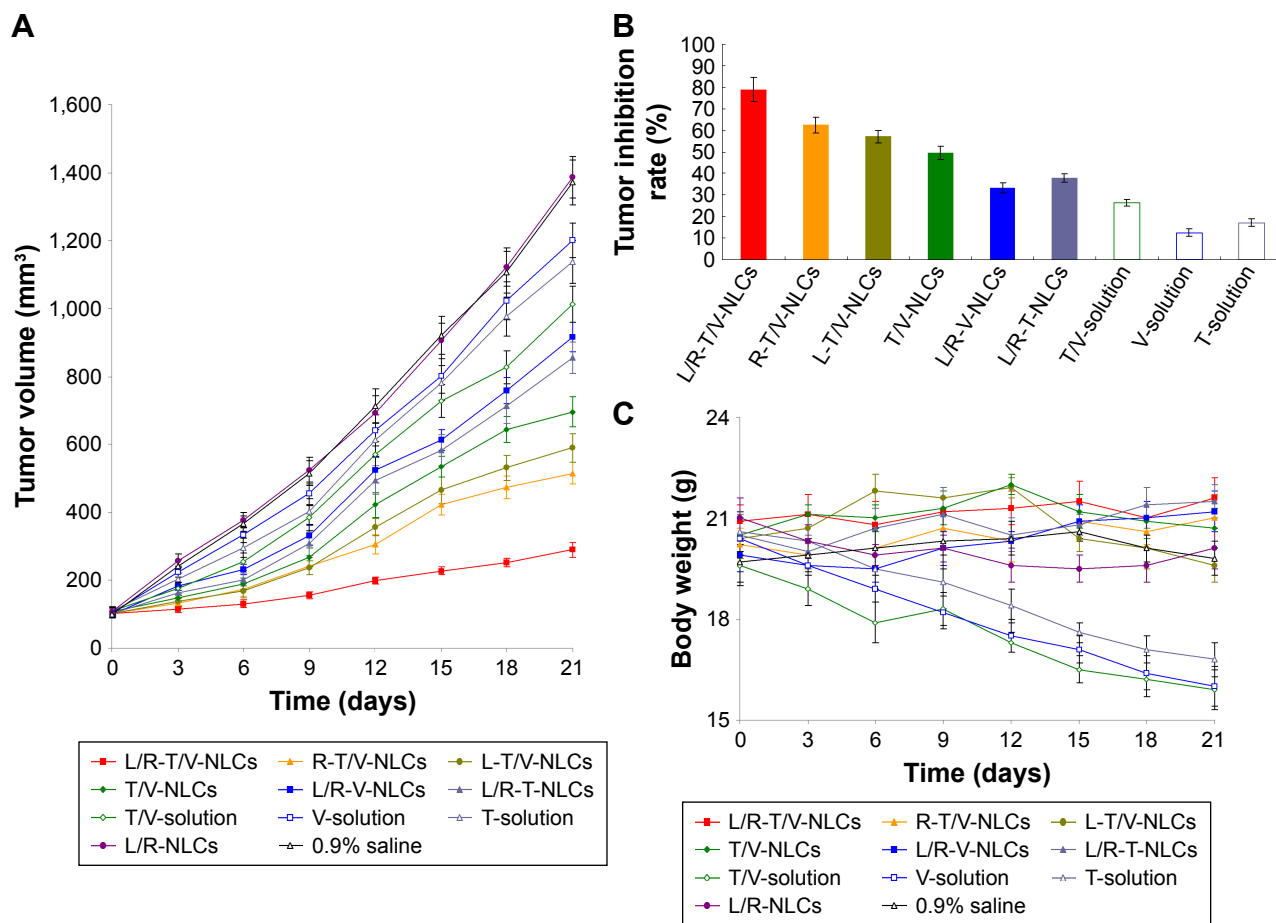 A
Tumor volume (mm³)
1,600
1,400
1,200
1,000
800
600
400
200
0
0 3 6 9 12 15 18 21
Time (days)
L/R-T/V-NLCs R-T/V-NLCs L-T/V-NLCs
T/V-NLCs L/R-V-NLCs L/R-T-NLCs
T/V-solution V-solution T-solution
L/R-NLCs 0.9% saline
B
Tumor inhibition
rate (%)
100
90
80
70
60
50
40
30
20
10
0
L/R-T/V-NLCs
R-T/V-NLCs
L-T/V-NLCs
T/V-NLCs
L/R-V-NLCs
L/R-T-NLCs
T/V-solution
V-solution
T-solution
C
Body weight (g)
24
21
18
15
0 3 6 9 12 15 18 21
Time (days)
L/R-T/V-NLCs R-T/V-NLCs L-T/V-NLCs
T/V-NLCs L/R-V-NLCs L/R-T-NLCs
T/V-solution V-solution T-solution
L/R-NLCs 0.9% saline